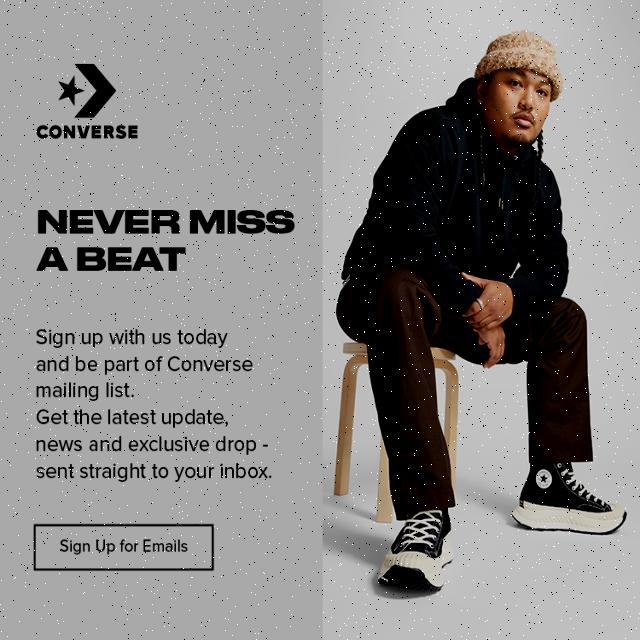 CONVERSE
NEVER MISS
A BEAT
Sign up with us today
and be part of Converse
mailing list.
Get the latest update,
news and exclusive drop -
sent straight to your inbox.
Sign Up for Emails